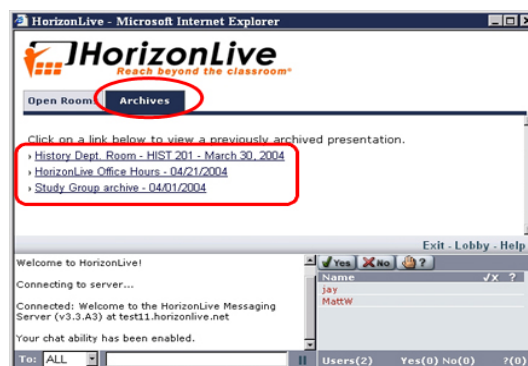 HorizonLive - Microsoft Internet Explorer
HorizonLive
Reach beyond the classroom
Open Rooms Archives
Click on a link below to view a previously archived presentation.
› History Dept. Room - HIST 201 - March 30, 2004
› HorizonLive Office Hours - 04/21/2004
› Study Group archive - 04/01/2004
Exit - Lobby - Help
Welcome to HorizonLive!
Connecting to server...
Connected: Welcome to the HorizonLive Messaging
Server (v3.3.A3) at test11.horizonlive.net
Your chat ability has been enabled.
To: ALL
Yes No ?
Name √X ?
jay
MattW
Users(2) Yes(0) No(0) ?(0)